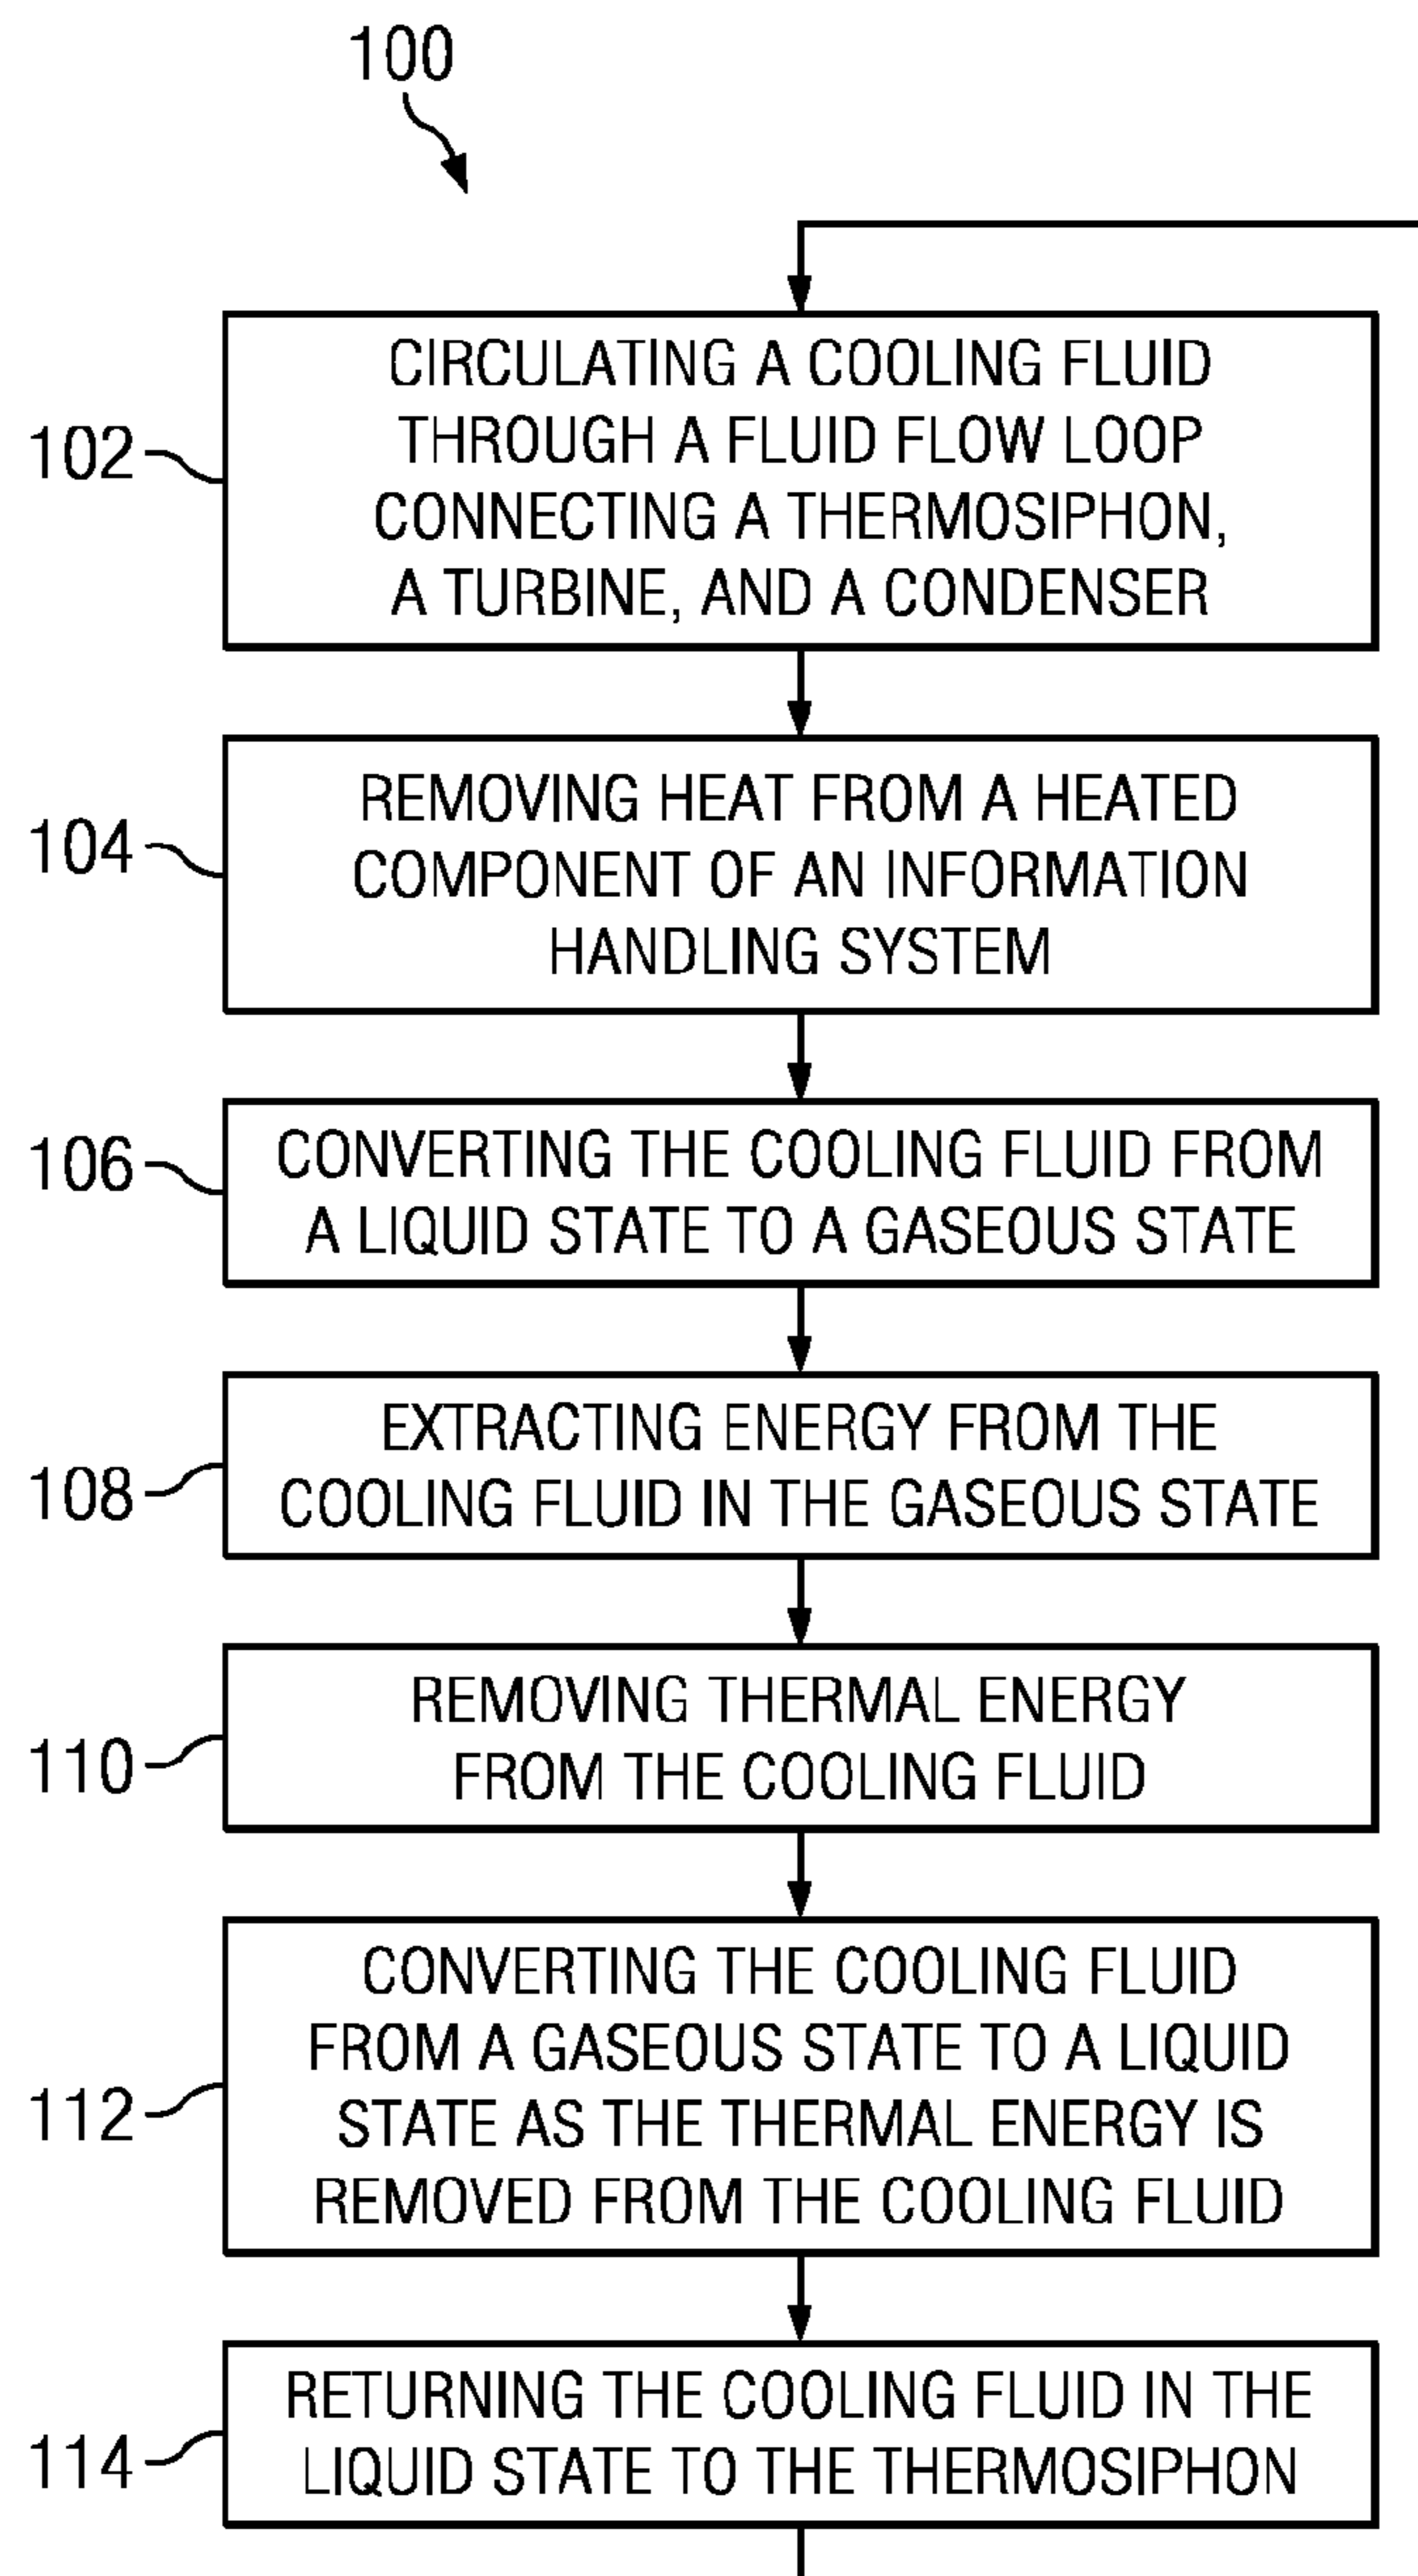 100
102
CIRCULATING A COOLING FLUID
THROUGH A FLUID FLOW LOOP
CONNECTING A THERMOSIPHON,
A TURBINE, AND A CONDENSER
104
REMOVING HEAT FROM A HEATED
COMPONENT OF AN INFORMATION
HANDLING SYSTEM
106
CONVERTING THE COOLING FLUID FROM
A LIQUID STATE TO A GASEOUS STATE
108
EXTRACTING ENERGY FROM THE
COOLING FLUID IN THE GASEOUS STATE
110
REMOVING THERMAL ENERGY
FROM THE COOLING FLUID
112
CONVERTING THE COOLING FLUID
FROM A GASEOUS STATE TO A LIQUID
STATE AS THE THERMAL ENERGY IS
REMOVED FROM THE COOLING FLUID
114
RETURNING THE COOLING FLUID IN THE
LIQUID STATE TO THE THERMOSIPHON